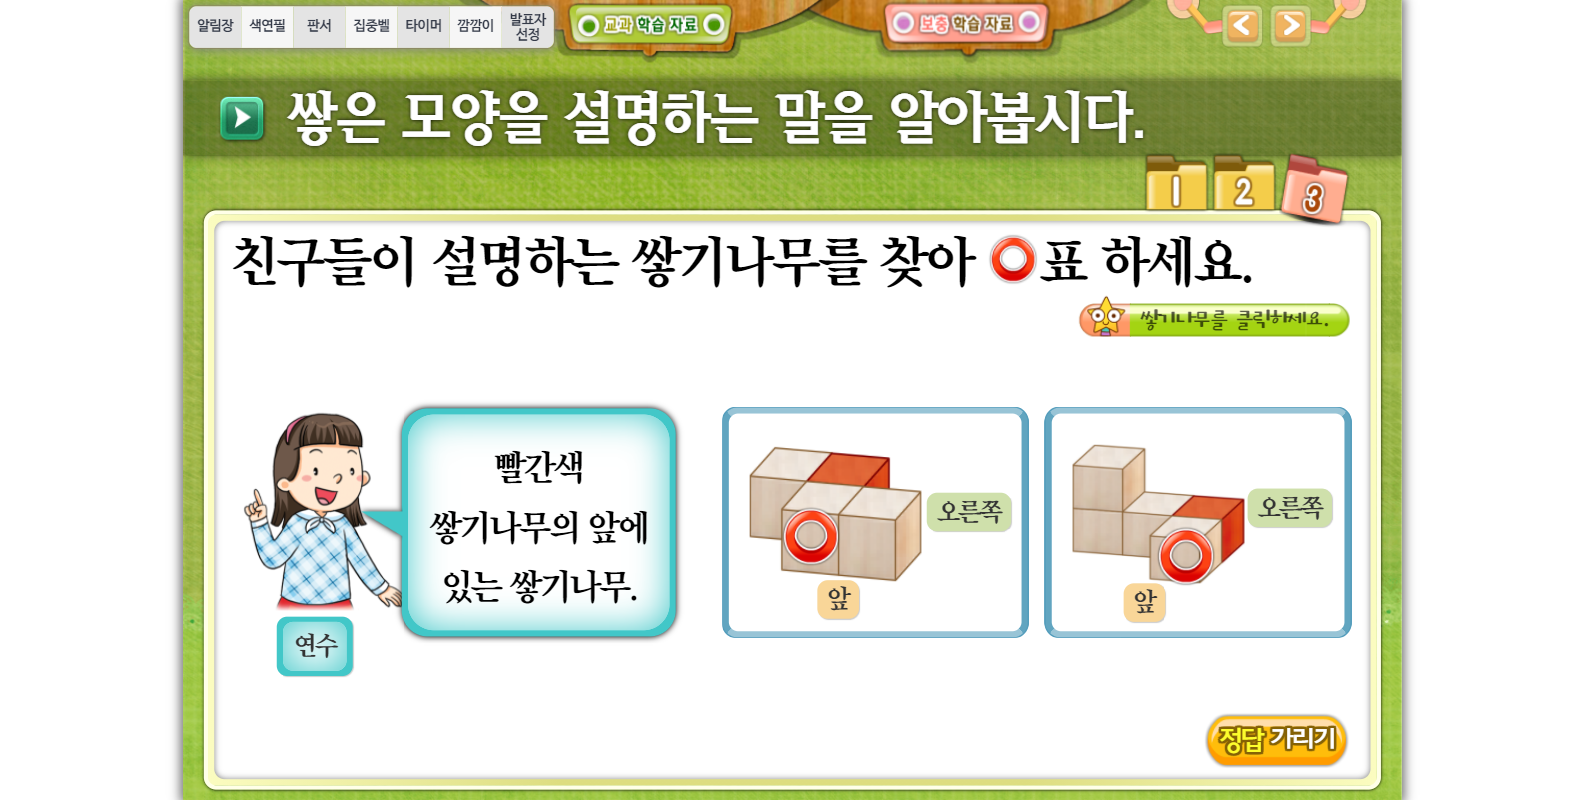 알림장 색연필 판서 집중벨 타이머 깜깜이 발표자 선정
교과 학습 자료
보충 학습 자료
쌓은 모양을 설명하는 말을 알아봅시다.
1 2 3
친구들이 설명하는 쌓기나무를 찾아 ○표 하세요.
쌓기나무를 클릭하세요.
빨간색
쌓기나무의 앞에
있는 쌓기나무.
연수
오른쪽
앞
오른쪽
앞
정답 가리기